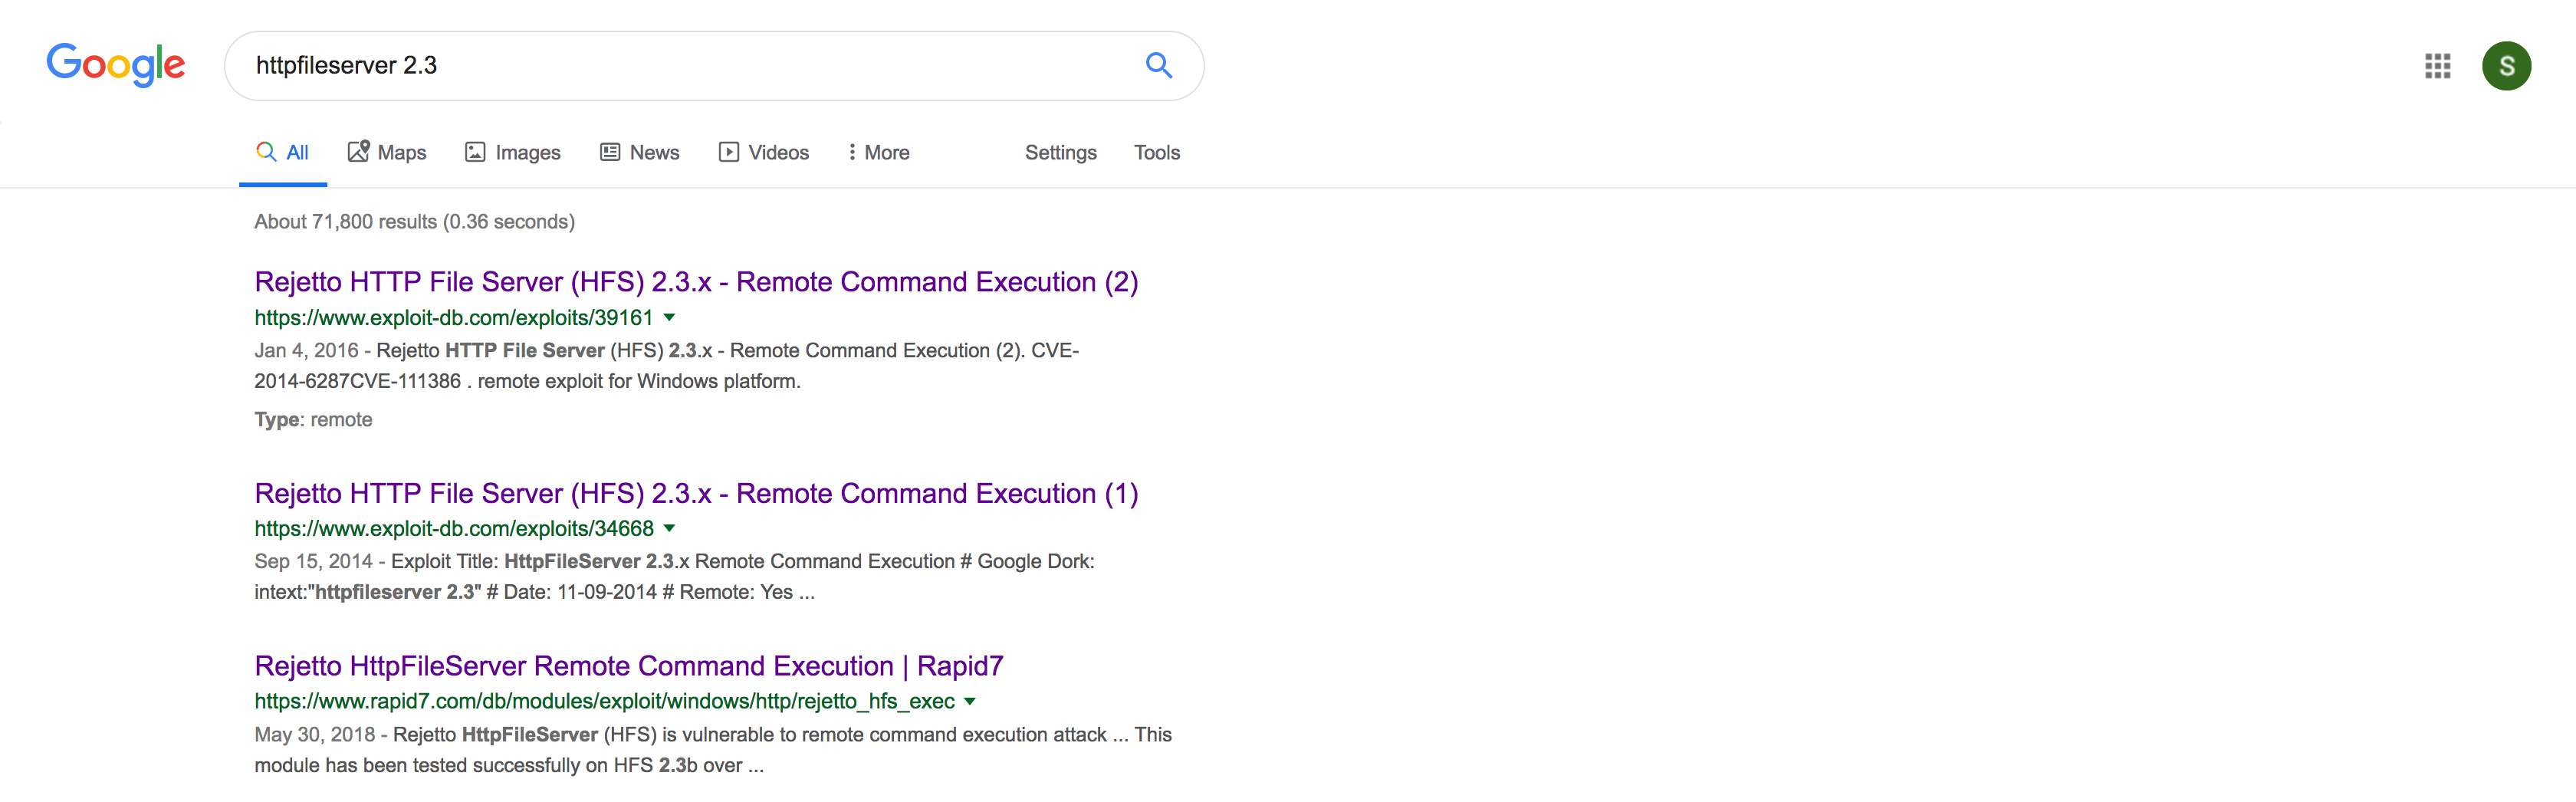 Google
httpfileserver 2.3
S
All Maps Images News Videos More Settings Tools
About 71,800 results (0.36 seconds)
Rejetto HTTP File Server (HFS) 2.3.x - Remote Command Execution (2)
https://www.exploit-db.com/exploits/39161
Jan 4, 2016 - Rejetto HTTP File Server (HFS) 2.3.x - Remote Command Execution (2). CVE-
2014-6287CVE-111386 . remote exploit for Windows platform.
Type: remote
Rejetto HTTP File Server (HFS) 2.3.x - Remote Command Execution (1)
https://www.exploit-db.com/exploits/34668
Sep 15, 2014 - Exploit Title: HttpFileServer 2.3.x Remote Command Execution # Google Dork:
intext:"httpfileserver 2.3" # Date: 11-09-2014 # Remote: Yes ...
Rejetto HttpFileServer Remote Command Execution | Rapid7
https://www.rapid7.com/db/modules/exploit/windows/http/rejetto_hfs_exec
May 30, 2018 - Rejetto HttpFileServer (HFS) is vulnerable to remote command execution attack ... This
module has been tested successfully on HFS 2.3b over ...